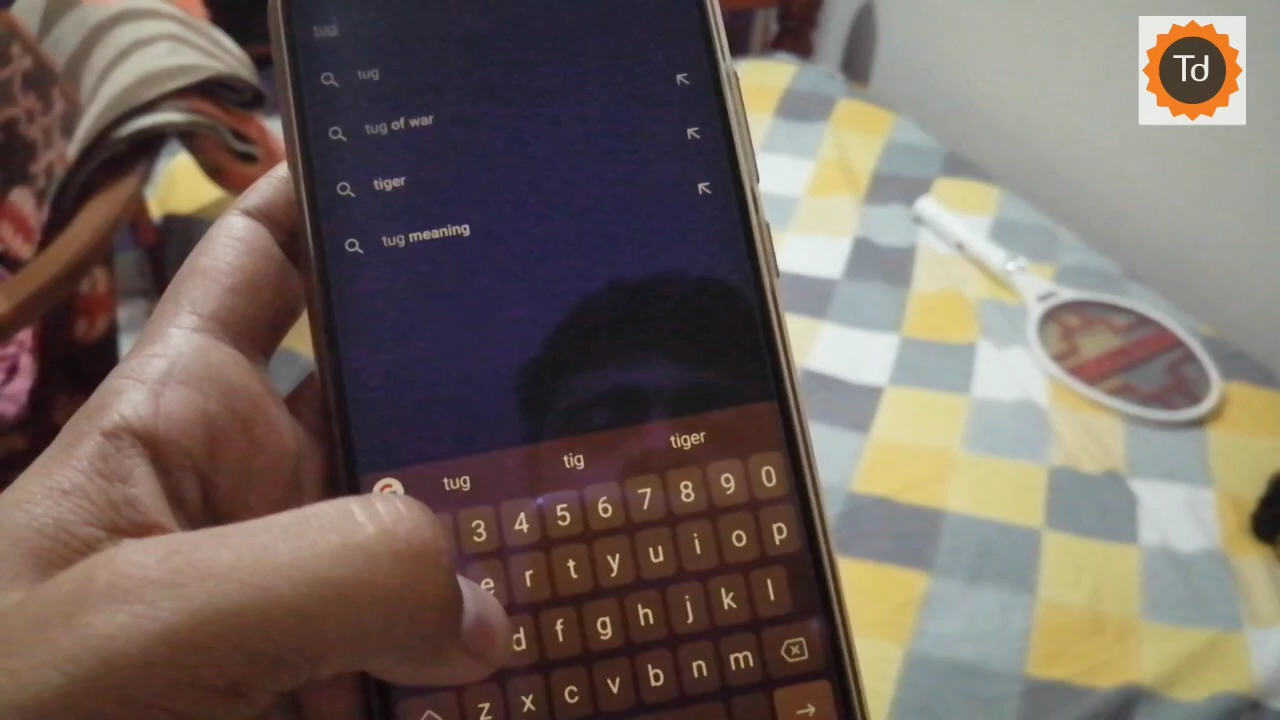 Td
tug
tug
tug of war
tiger
tug meaning
tug tig tiger
3 4 5 6 7 8 9 0
e r t y u i o p
d f g h j k l
z x c v b n m